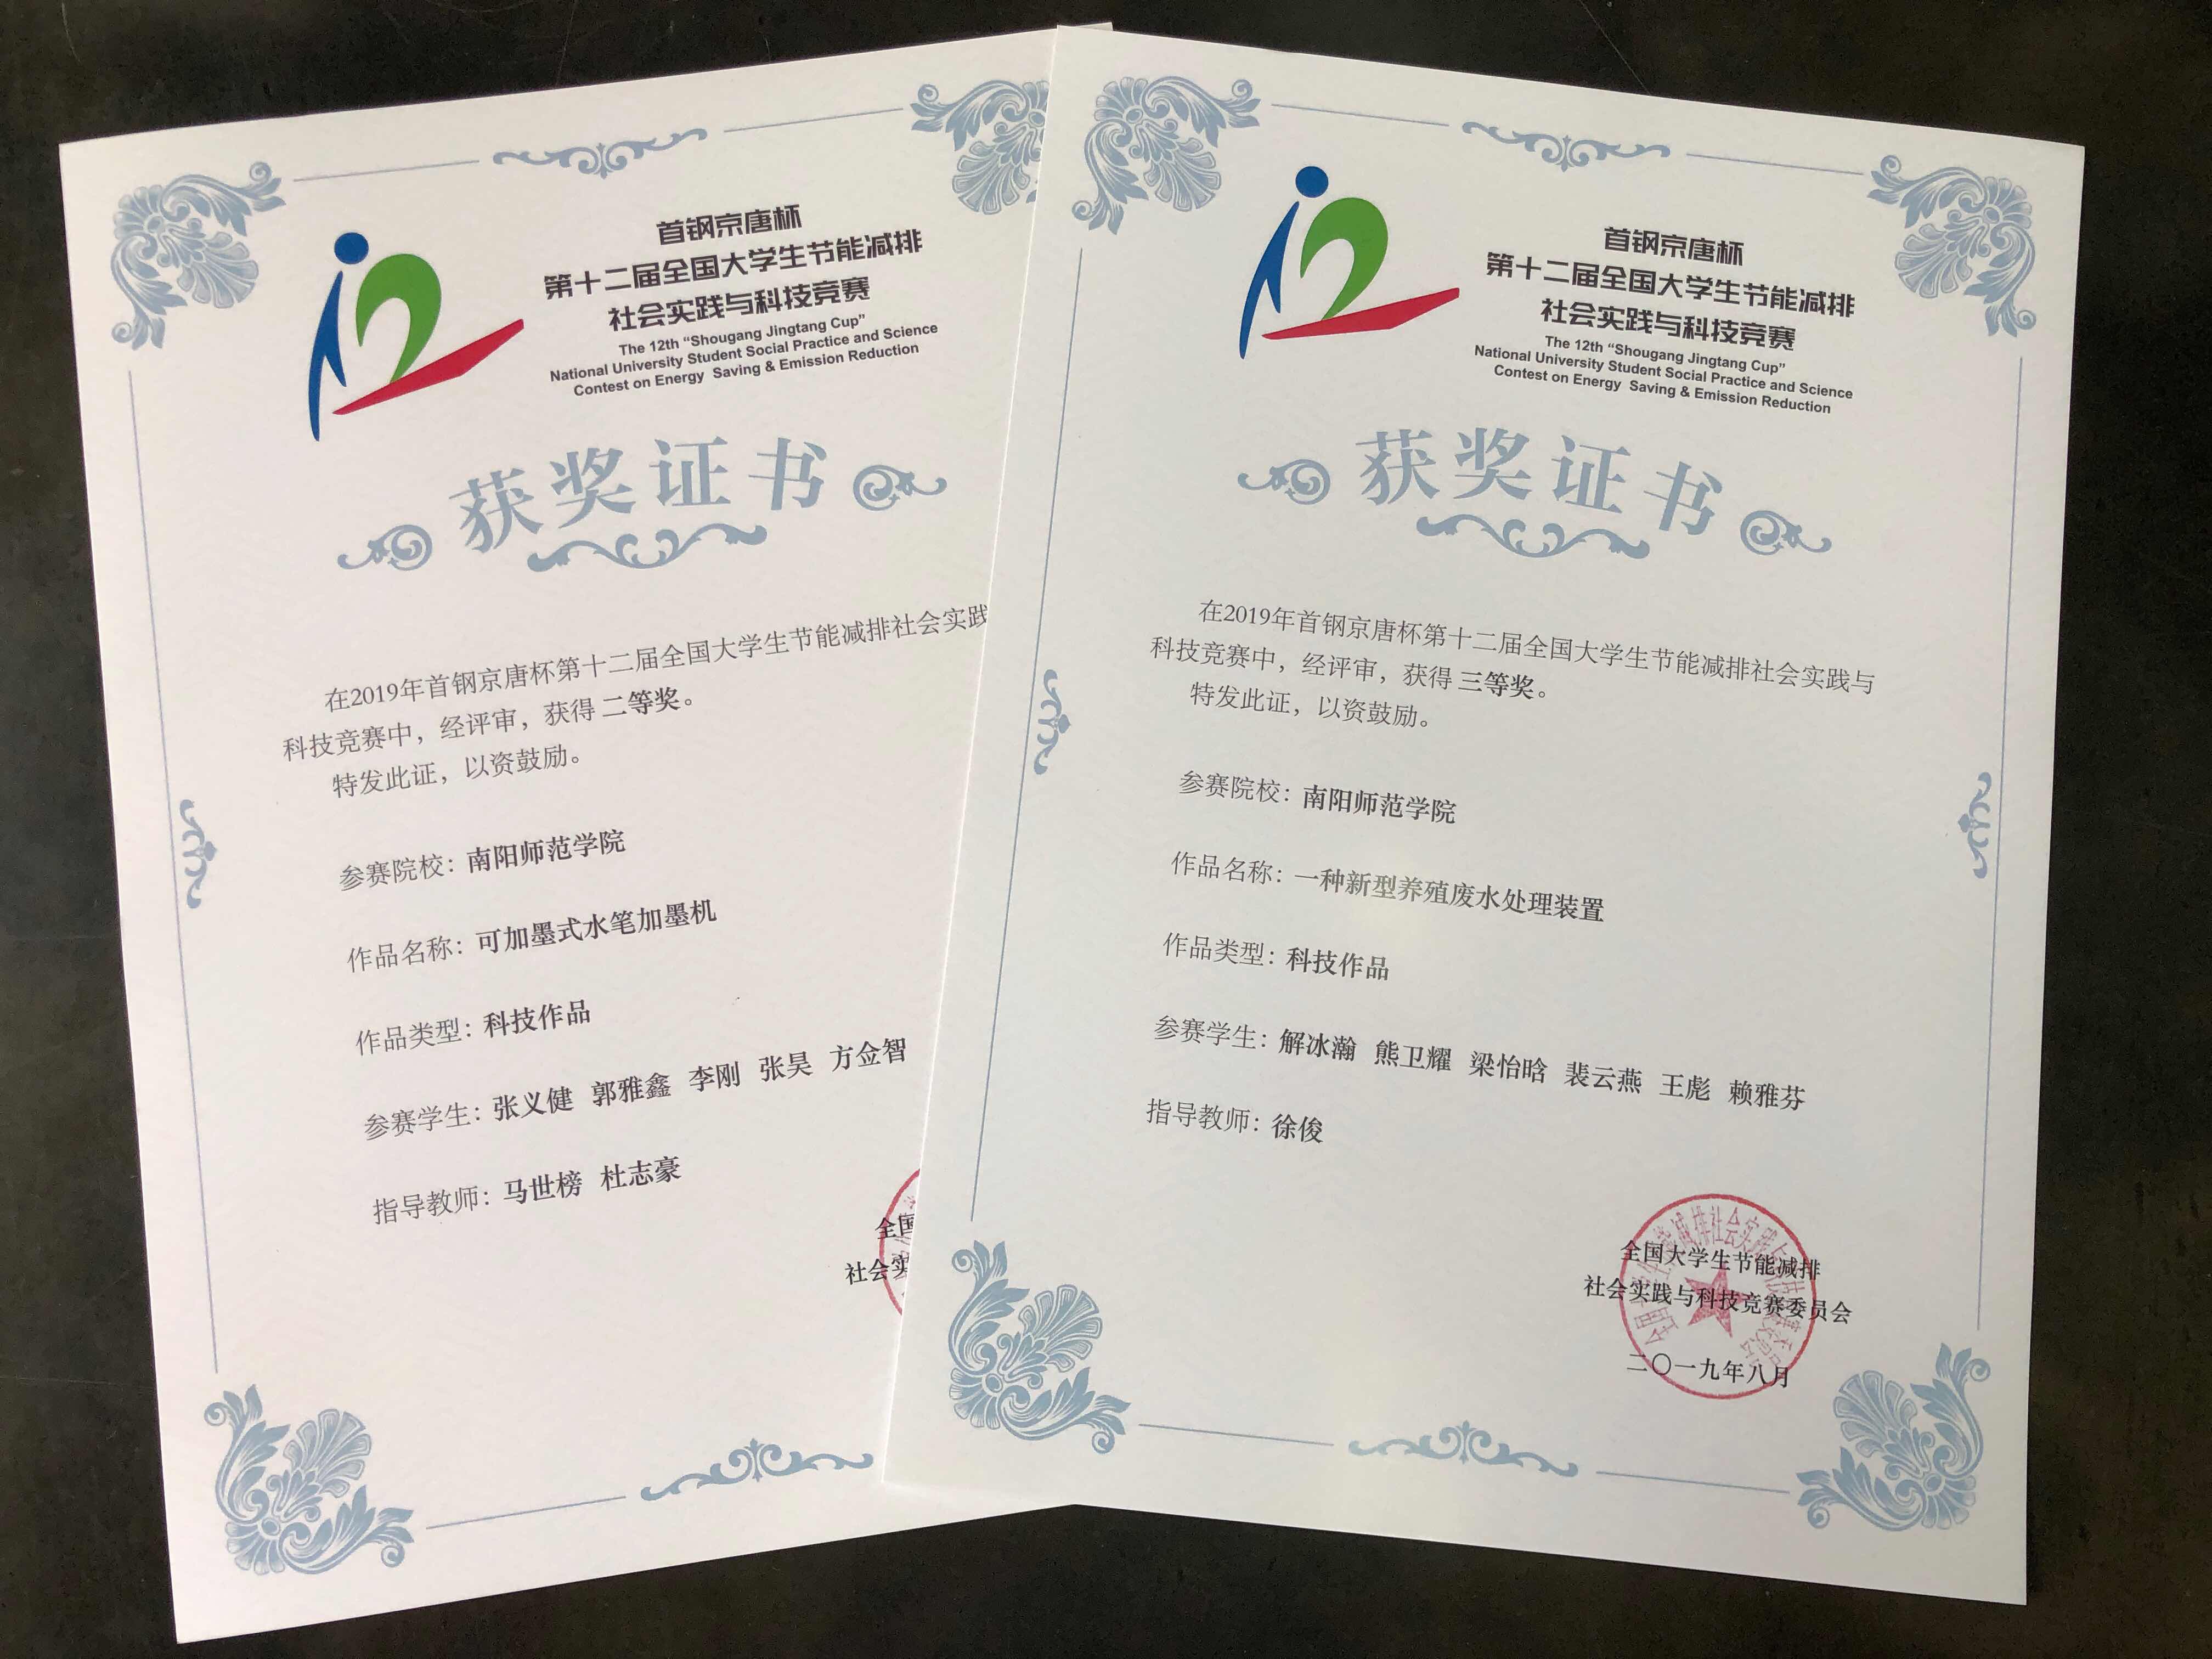 首钢京唐杯
第十二届全国大学生节能减排
社会实践与科技竞赛
The 12th “Shougang Jingtang Cup”
National University Student Social Practice and Science
Contest on Energy Saving & Emission Reduction
获奖证书
在2019年首钢京唐杯第十二届全国大学生节能减排社会实践
科技竞赛中，经评审，获得 二等奖。
特发此证，以资鼓励。
参赛院校：南阳师范学院
作品名称：可加墨式水笔加墨机
作品类型：科技作品
参赛学生：张义健 郭雅鑫 李刚 张昊 方佥智
指导教师：马世榜 杜志豪
全国
社会实
首钢京唐杯
第十二届全国大学生节能减排
社会实践与科技竞赛
The 12th “Shougang Jingtang Cup”
National University Student Social Practice and Science
Contest on Energy Saving & Emission Reduction
获奖证书
在2019年首钢京唐杯第十二届全国大学生节能减排社会实践与
科技竞赛中，经评审，获得 三等奖。
特发此证，以资鼓励。
参赛院校：南阳师范学院
作品名称：一种新型养殖废水处理装置
作品类型：科技作品
参赛学生：解冰瀚 熊卫耀 梁怡晗 裴云燕 王彪 赖雅芬
指导教师：徐俊
全国大学生节能减排
社会实践与科技竞赛委员会
二〇一九年八月